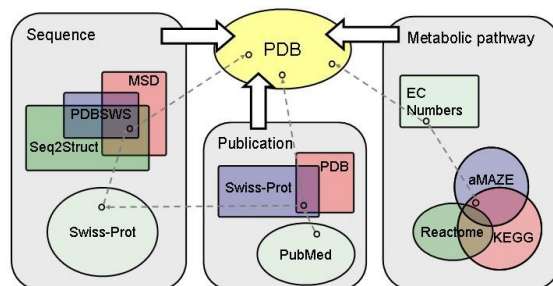 Sequence
PDB
Metabolic pathway
MSD
PDBSWS
Seq2Struct
Swiss-Prot
Publication
PDB
Swiss-Prot
PubMed
EC
Numbers
aMAZE
Reactome
KEGG